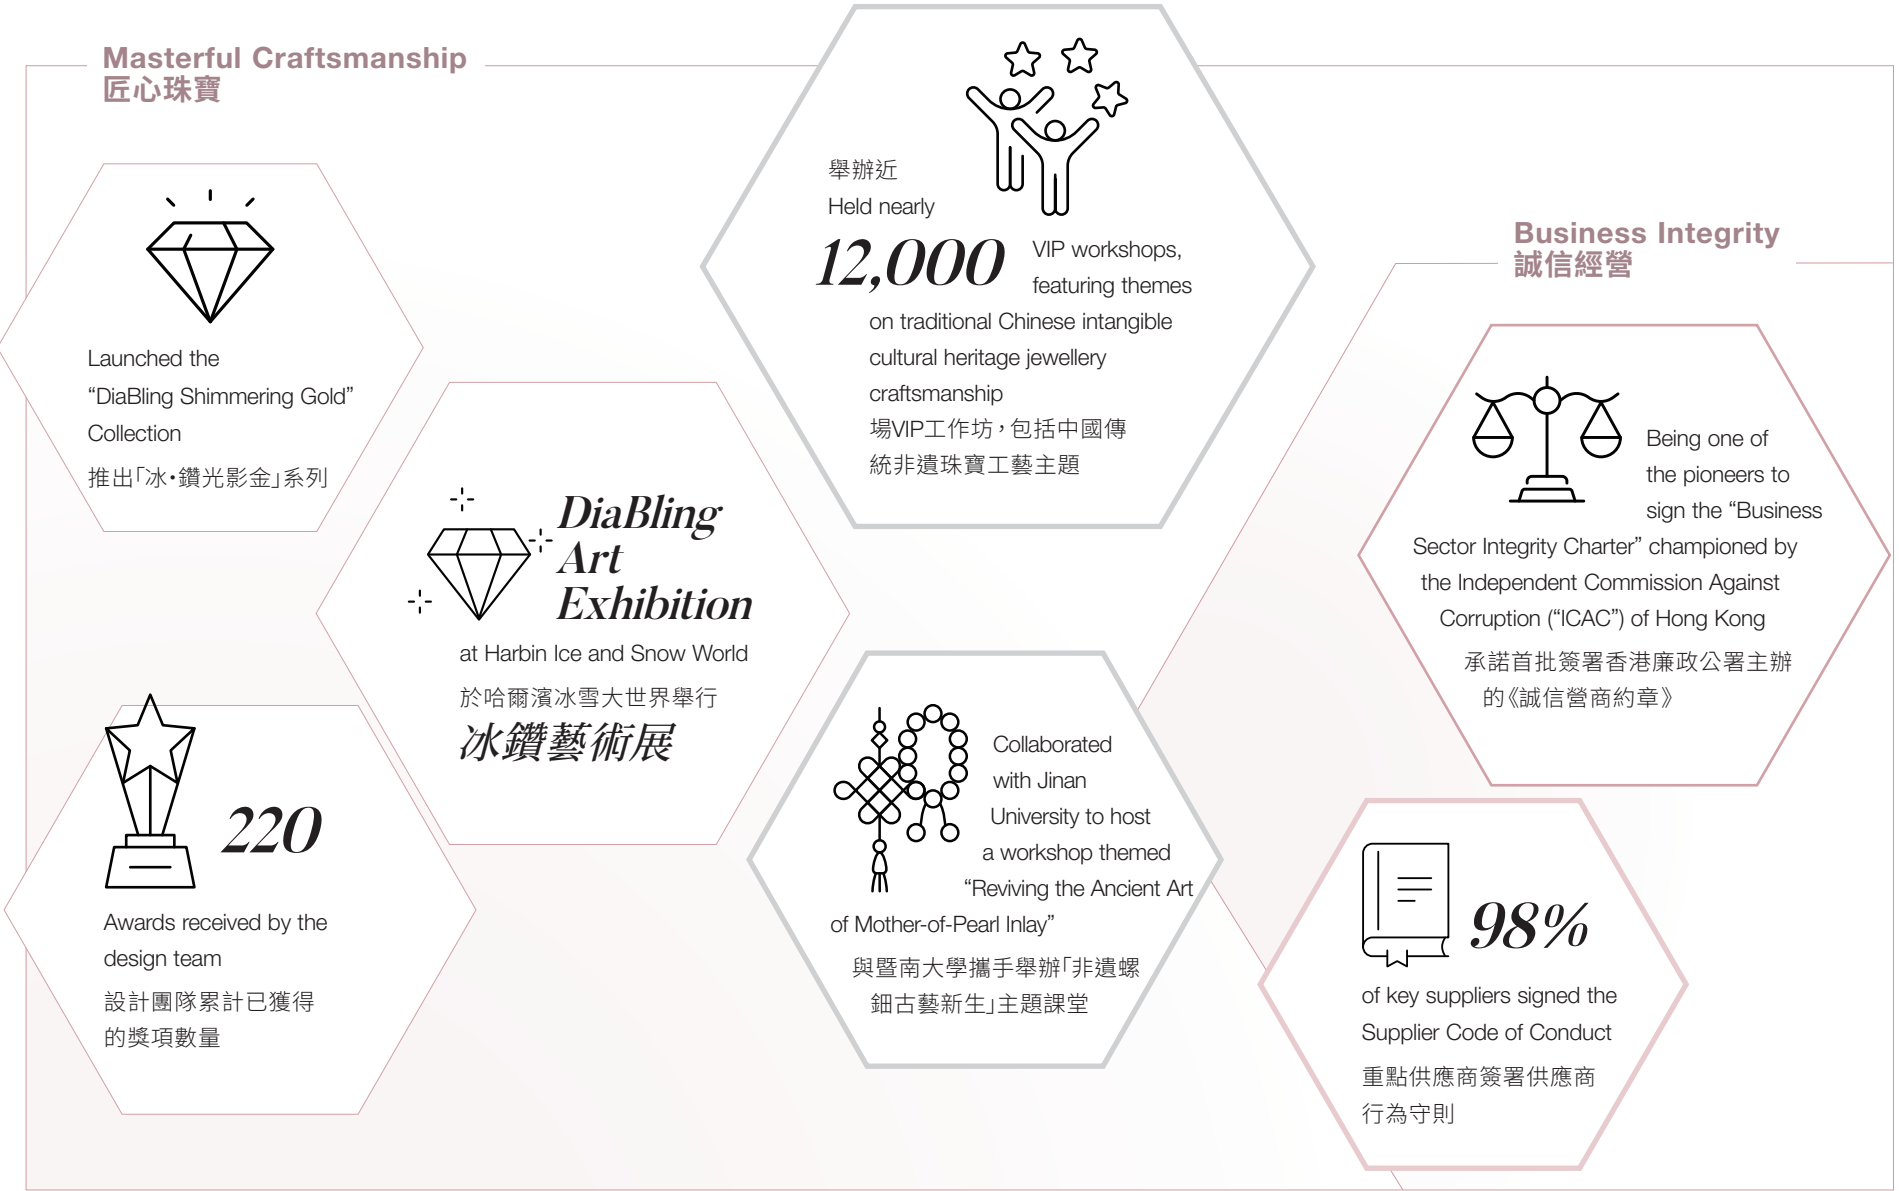 Masterful Craftsmanship
匠心珠寶
Launched the
“DiaBling Shimmering Gold”
Collection
推出「冰•鑽光影金」系列
DiaBling
Art
Exhibition
at Harbin Ice and Snow World
於哈爾濱冰雪大世界舉行
冰鑽藝術展
220
Awards received by the
design team
設計團隊累計已獲得
的獎項數量
舉辦近
Held nearly
12,000 VIP workshops,
featuring themes
on traditional Chinese intangible
cultural heritage jewellery
craftsmanship
場VIP工作坊，包括中國傳
統非遺珠寶工藝主題
Collaborated
with Jinan
University to host
a workshop themed
“Reviving the Ancient Art
of Mother-of-Pearl Inlay”
與暨南大學攜手舉辦「非遺螺
鈿古藝新生」主題課堂
Business Integrity
誠信經營
Being one of
the pioneers to
sign the “Business
Sector Integrity Charter” championed by
the Independent Commission Against
Corruption (“ICAC”) of Hong Kong
承諾首批簽署香港廉政公署主辦
的《誠信營商約章》
98%
of key suppliers signed the
Supplier Code of Conduct
重點供應商簽署供應商
行為守則